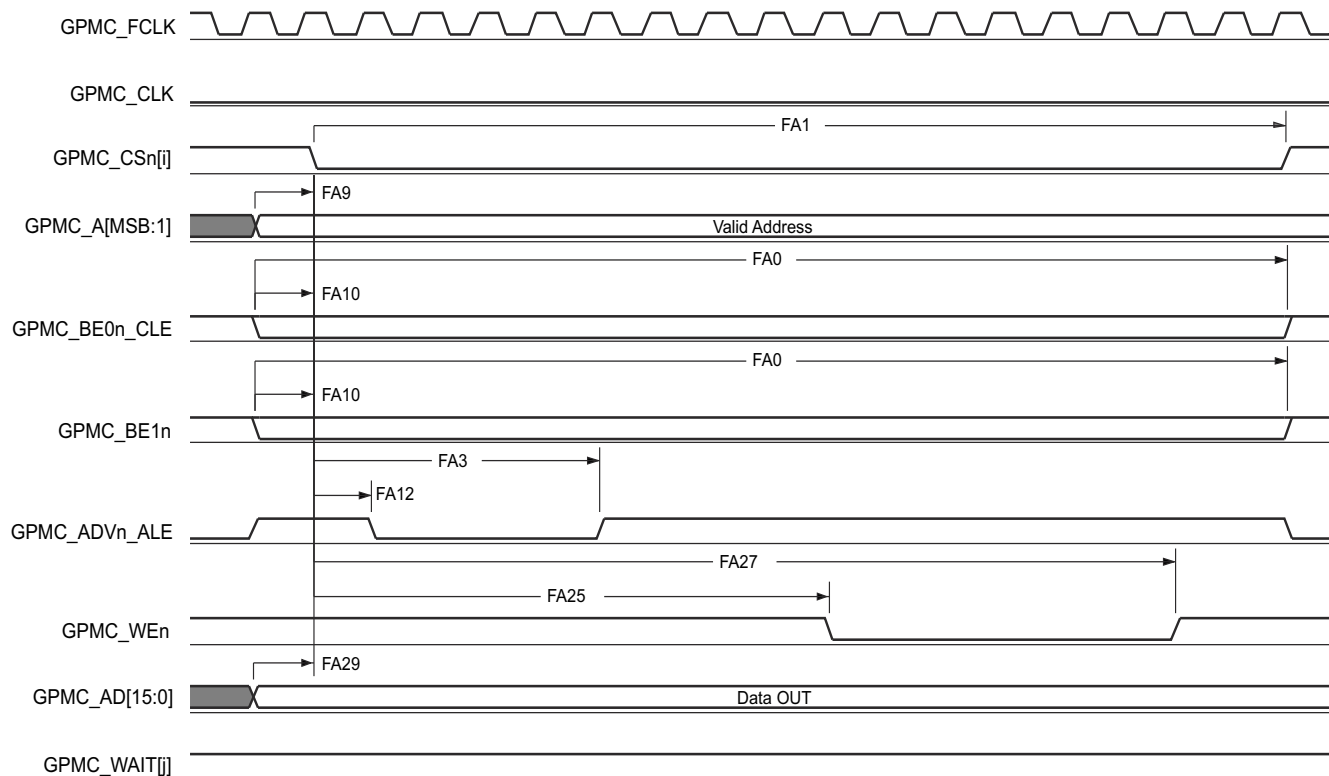 GPMC_FCLK
GPMC_CLK
FA1
GPMC_CSn[i]
FA9
GPMC_A[MSB:1]
Valid Address
FA0
FA10
GPMC_BE0n_CLE
FA0
FA10
GPMC_BE1n
FA3
FA12
GPMC_ADVn_ALE
FA27
FA25
GPMC_WEn
FA29
GPMC_AD[15:0]
Data OUT
GPMC_WAIT[j]